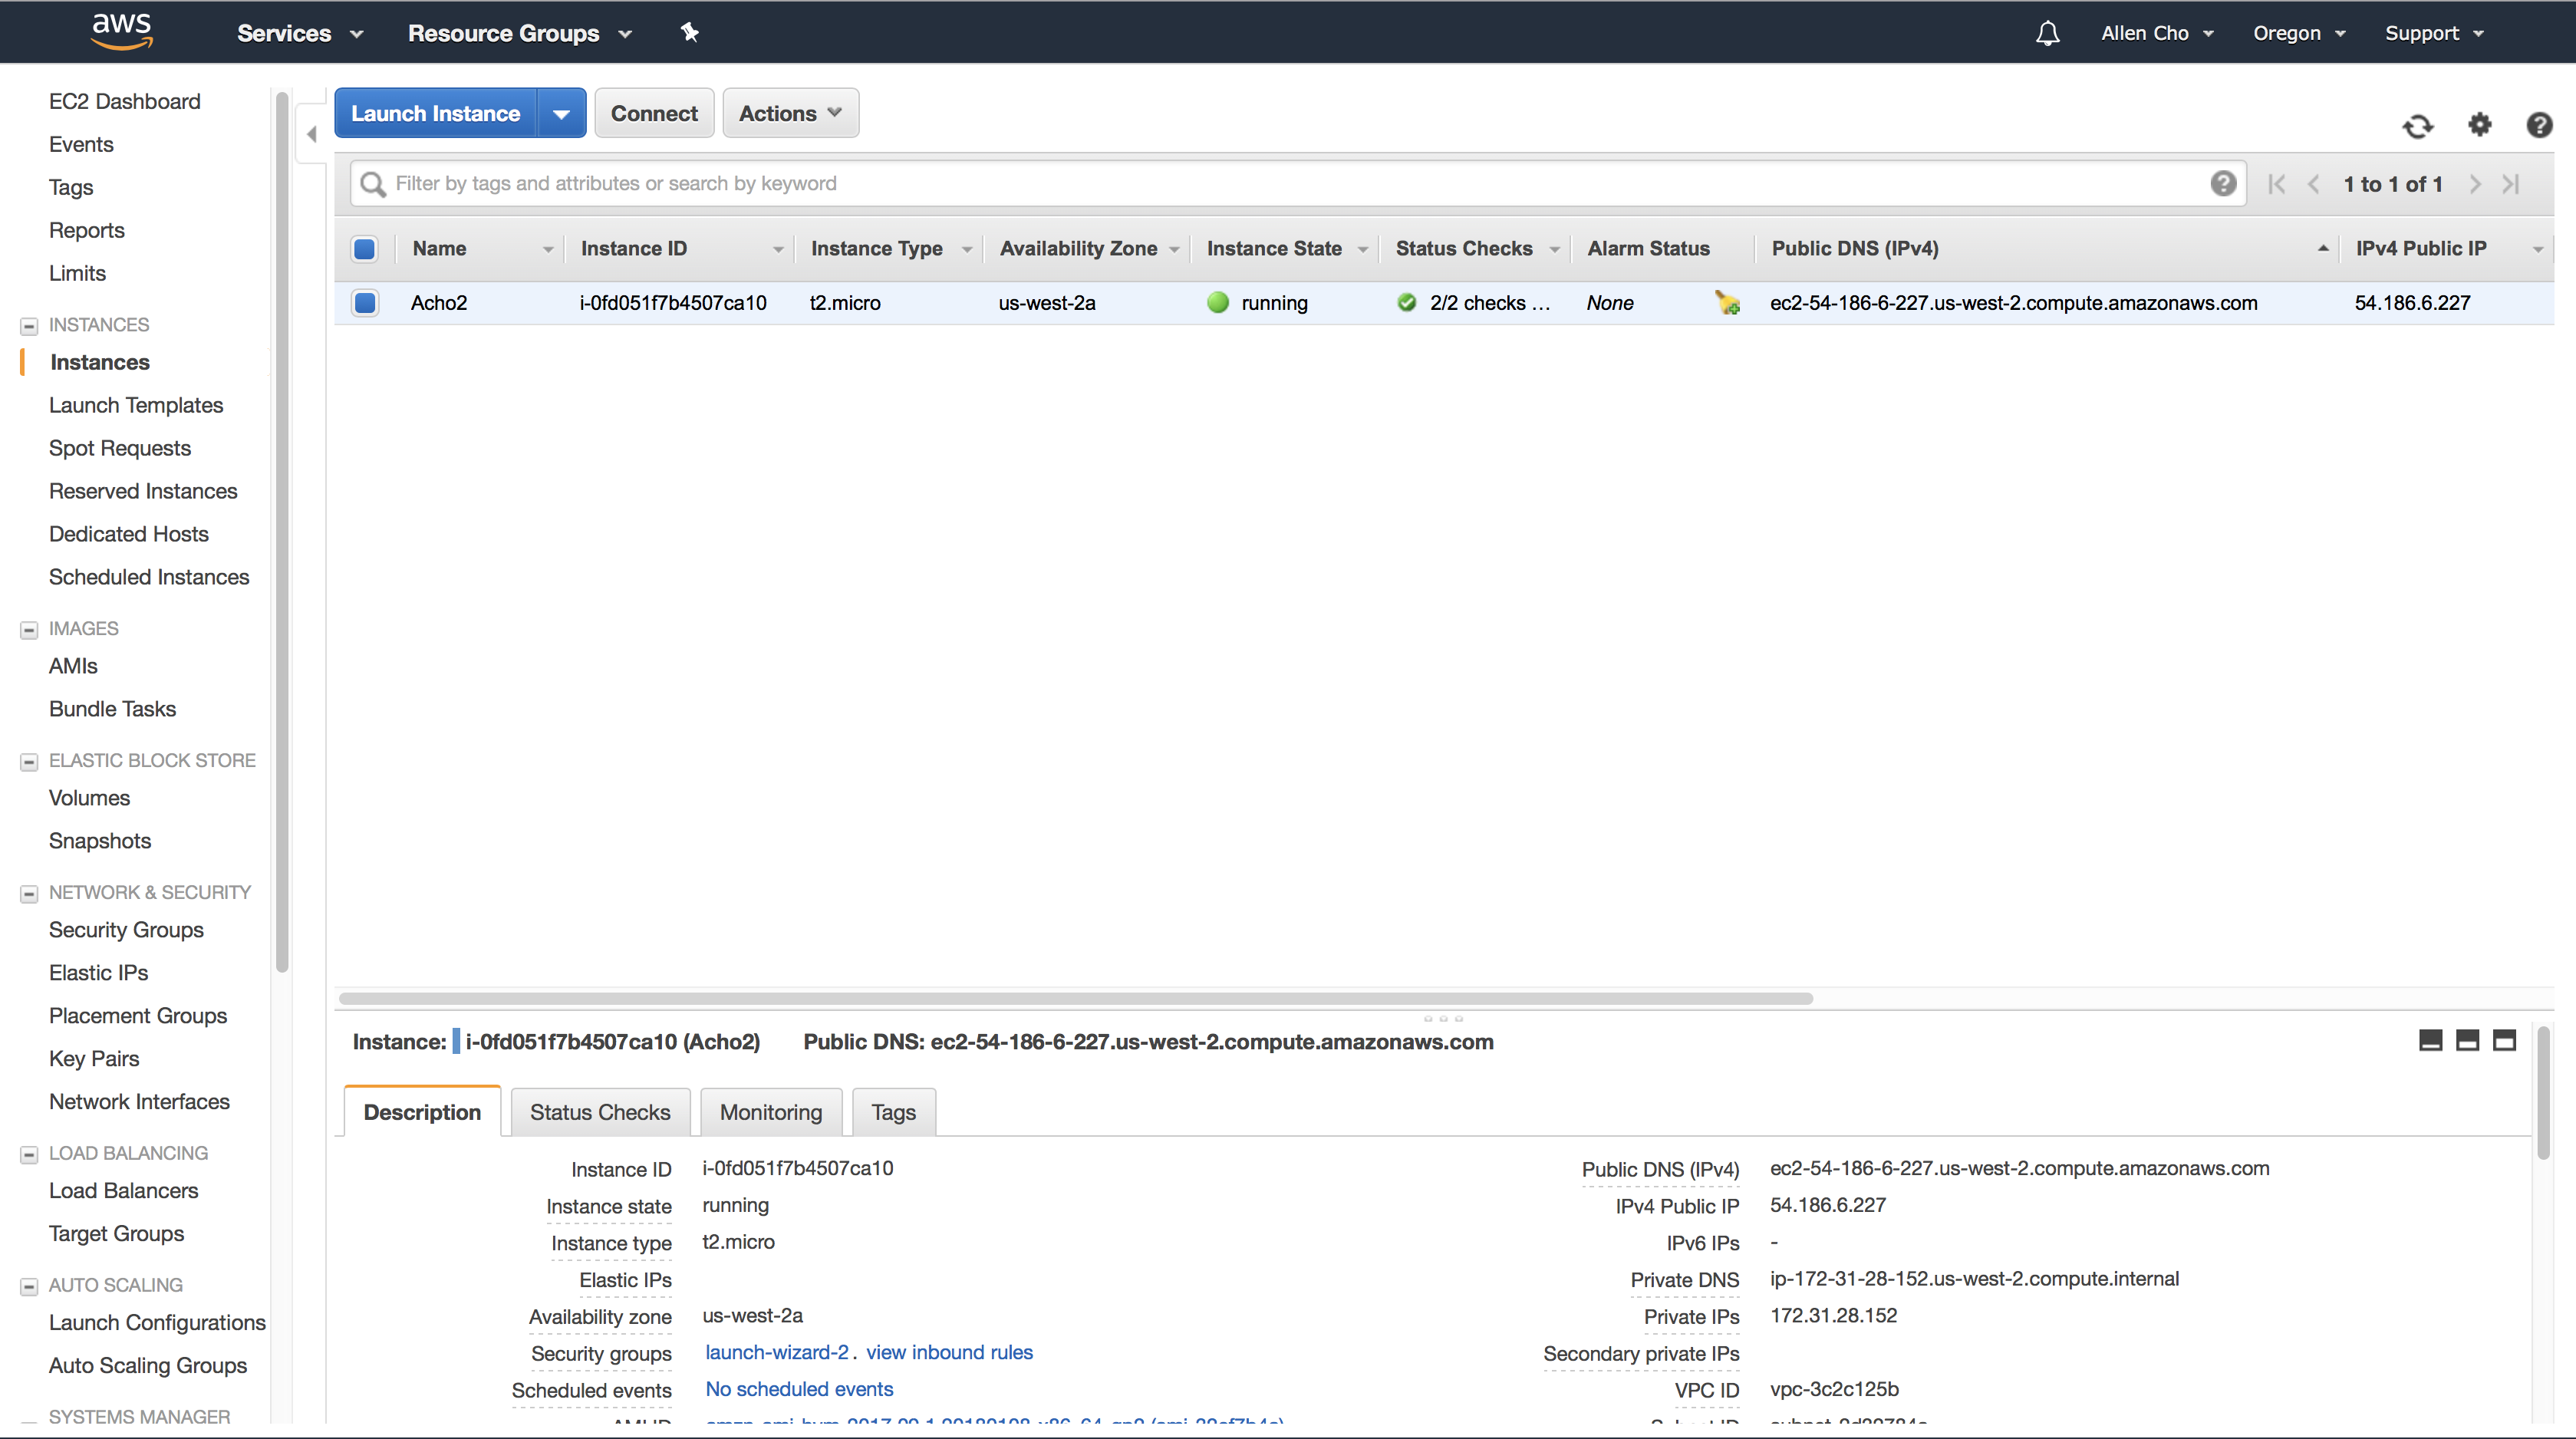 aws Services Resource Groups Allen Cho Oregon Support
EC2 Dashboard
Events
Tags
Reports
Limits
INSTANCES
Instances
Launch Templates
Spot Requests
Reserved Instances
Dedicated Hosts
Scheduled Instances
IMAGES
AMIs
Bundle Tasks
ELASTIC BLOCK STORE
Volumes
Snapshots
NETWORK & SECURITY
Security Groups
Elastic IPs
Placement Groups
Key Pairs
Network Interfaces
LOAD BALANCING
Load Balancers
Target Groups
AUTO SCALING
Launch Configurations
Auto Scaling Groups
SYSTEMS MANAGER
Launch Instance Connect Actions
Filter by tags and attributes or search by keyword 1 to 1 of 1
Name Instance ID Instance Type Availability Zone Instance State Status Checks Alarm Status Public DNS (IPv4) IPv4 Public IP
Acho2 i-0fd051f7b4507ca10 t2.micro us-west-2a running 2/2 checks ... None ec2-54-186-6-227.us-west-2.compute.amazonaws.com 54.186.6.227
Instance: i-0fd051f7b4507ca10 (Acho2) Public DNS: ec2-54-186-6-227.us-west-2.compute.amazonaws.com
Description Status Checks Monitoring Tags
Instance ID i-0fd051f7b4507ca10
Instance state running
Instance type t2.micro
Elastic IPs
Availability zone us-west-2a
Security groups launch-wizard-2 . view inbound rules
Scheduled events No scheduled events
Public DNS (IPv4) ec2-54-186-6-227.us-west-2.compute.amazonaws.com
IPv4 Public IP 54.186.6.227
IPv6 IPs -
Private DNS ip-172-31-28-152.us-west-2.compute.internal
Private IPs 172.31.28.152
Secondary private IPs
VPC ID vpc-3c2c125b